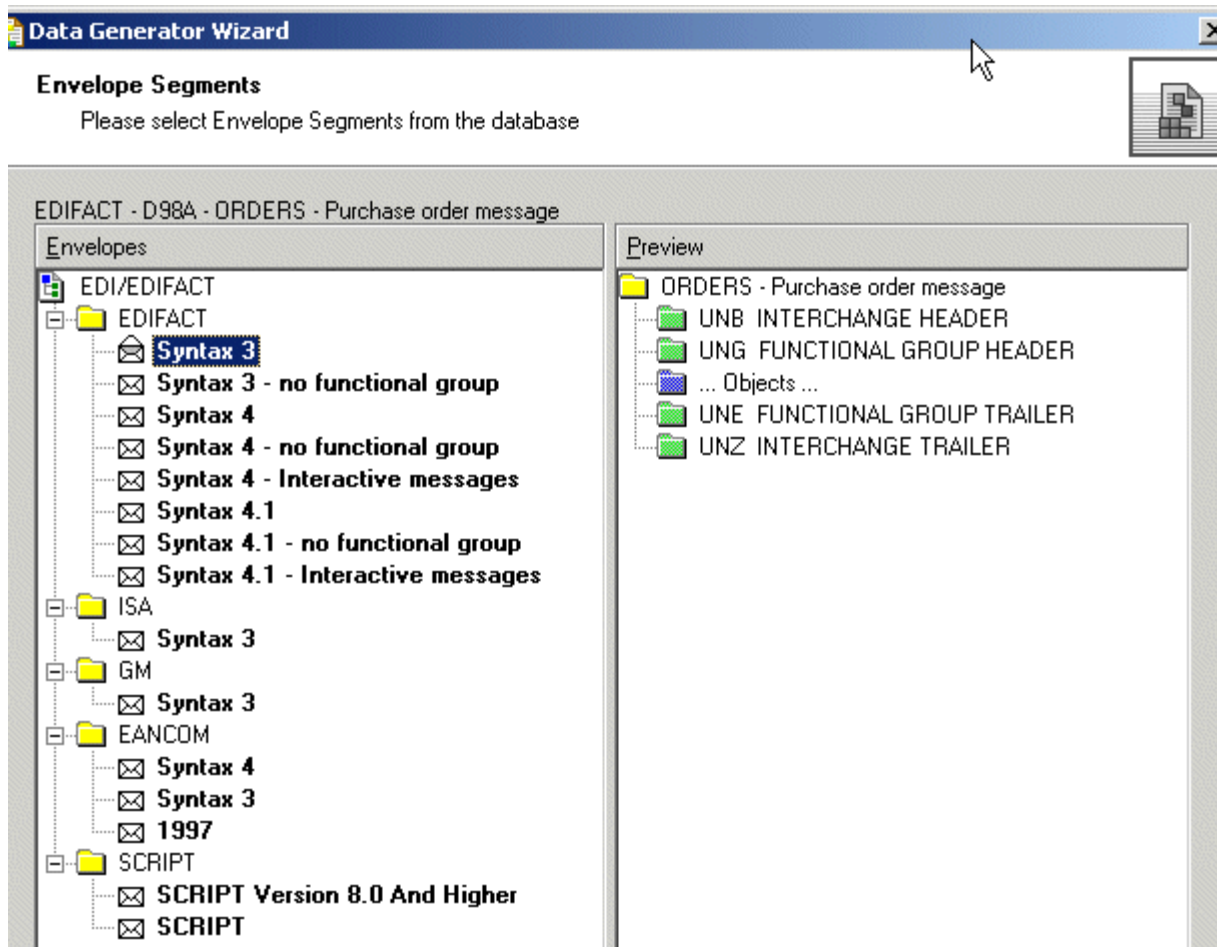 Data Generator Wizard
Envelope Segments
Please select Envelope Segments from the database
EDIFACT - D98A - ORDERS - Purchase order message
Envelopes
EDI/EDIFACT
EDIFACT
Syntax 3
Syntax 3 - no functional group
Syntax 4
Syntax 4 - no functional group
Syntax 4 - Interactive messages
Syntax 4.1
Syntax 4.1 - no functional group
Syntax 4.1 - Interactive messages
ISA
Syntax 3
GM
Syntax 3
EANCOM
Syntax 4
Syntax 3
1997
SCRIPT
SCRIPT Version 8.0 And Higher
SCRIPT
Preview
ORDERS - Purchase order message
UNB INTERCHANGE HEADER
UNG FUNCTIONAL GROUP HEADER
... Objects ...
UNE FUNCTIONAL GROUP TRAILER
UNZ INTERCHANGE TRAILER